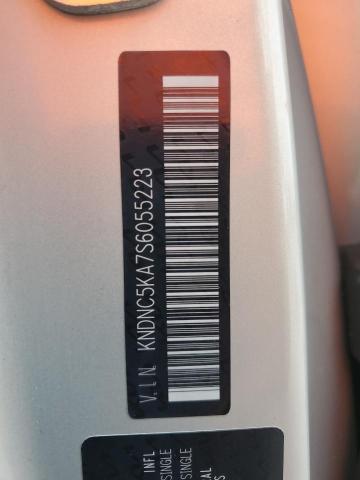 V.I.N. KNDNC5KA7S6055223
INFL
SINGLE
SINGLE
AL
S